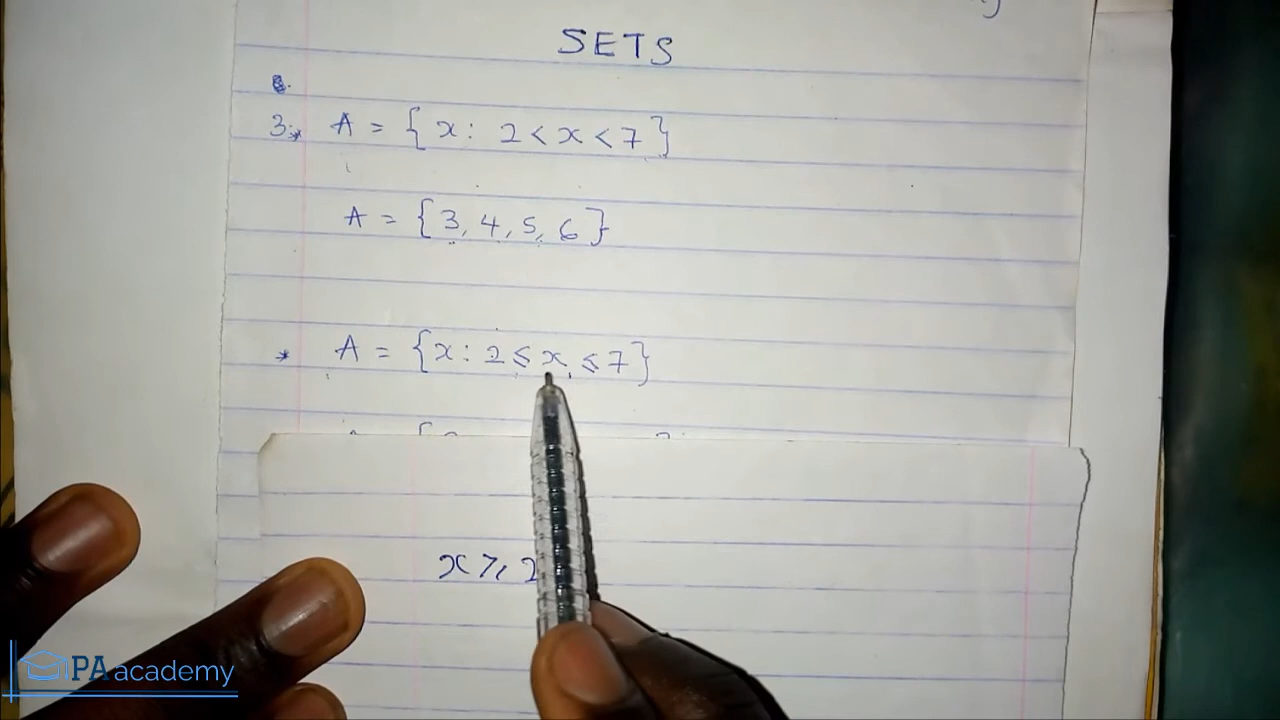 SETS
3. A = { x : 2 < x < 7 }
A = { 3, 4, 5, 6 }
* A = { x : 2 ≤ x ≤ 7 }
x ≥ 2
PA academy